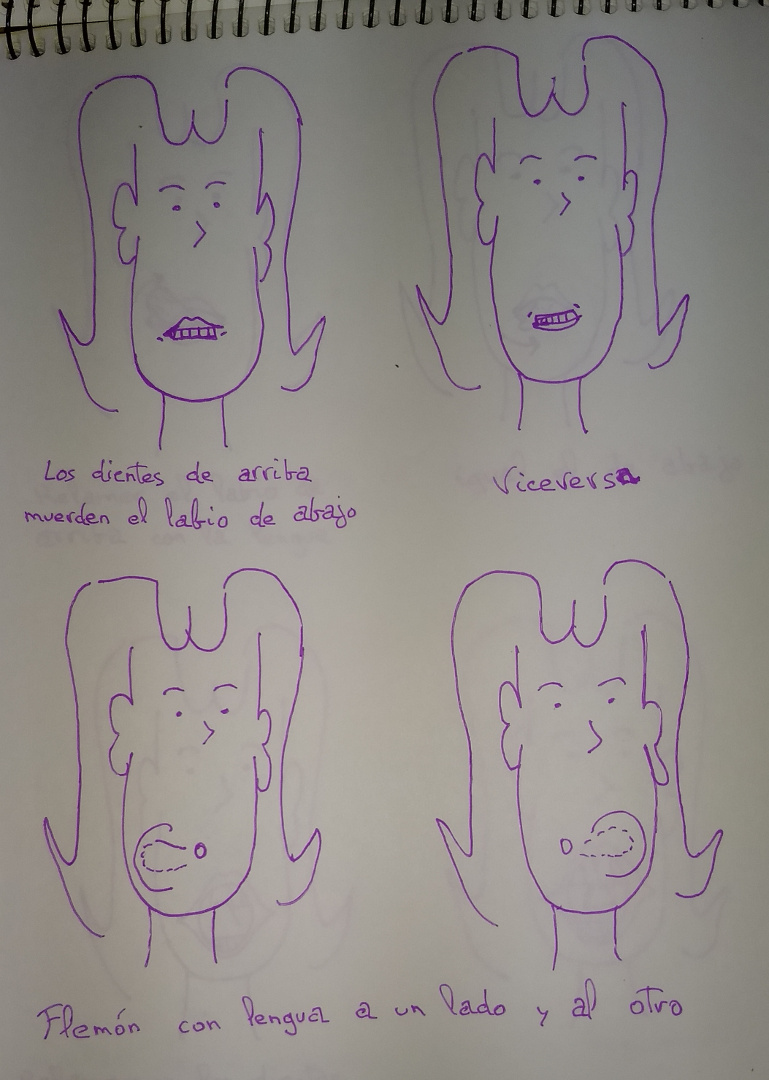 Los dientes de arriba
muerden el labio de abajo
Viceversa
Flemón con lengua a un lado y al otro